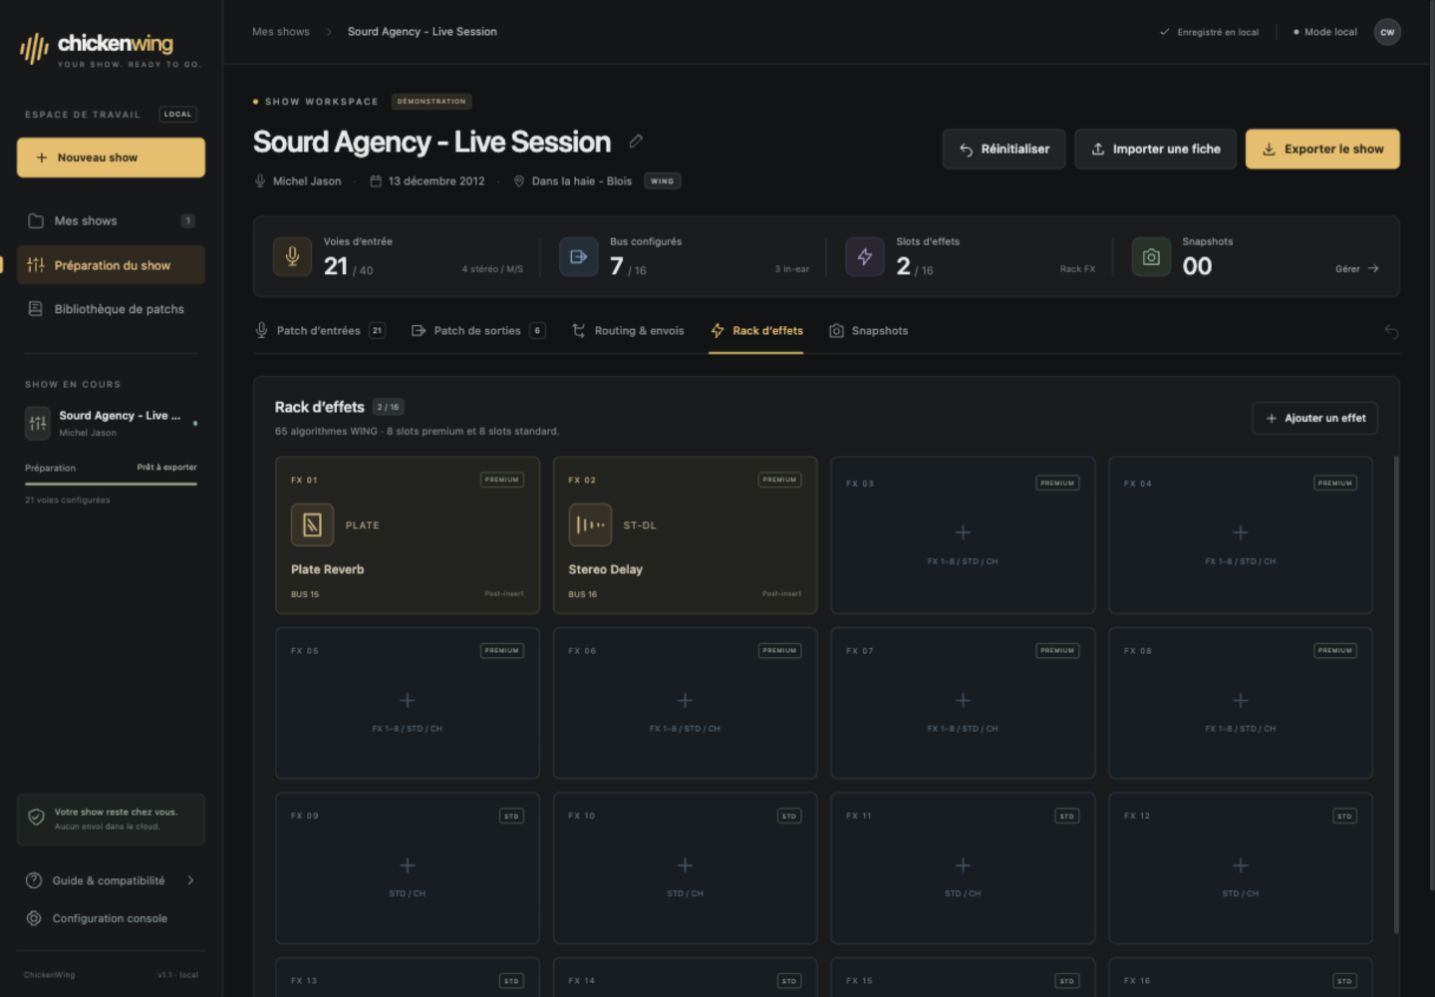 chickenwing
YOUR SHOW. READY TO GO.
ESPACE DE TRAVAIL LOCAL
+ Nouveau show
Mes shows 1
Préparation du show
Bibliothèque de patchs
SHOW EN COURS
Sourd Agency - Live ...
Michel Jason
Préparation Prêt à exporter
21 voies configurées
Votre show reste chez vous.
Aucun envoi dans le cloud.
Guide & compatibilité
Configuration console
ChickenWing v1.1 · local
Mes shows > Sourd Agency - Live Session
Enregistré en local
Mode local
CW
SHOW WORKSPACE DÉMONSTRATION
Sourd Agency - Live Session
Réinitialiser
Importer une fiche
Exporter le show
Michel Jason · 13 décembre 2012 · Dans la haie - Blois WING
Voies d'entrée
21 / 40 4 stéréo / M/S
Bus configurés
7 / 16 3 in-ear
Slots d'effets
2 / 16 Rack FX
Snapshots
00 Gérer →
Patch d'entrées 21
Patch de sorties 6
Routing & envois
Rack d'effets
Snapshots
Rack d'effets 2 / 16
65 algorithmes WING · 8 slots premium et 8 slots standard.
+ Ajouter un effet
FX 01 PREMIUM
PLATE
Plate Reverb
BUS 15 Post-insert
FX 02 PREMIUM
ST-DL
Stereo Delay
BUS 16 Post-insert
FX 03 PREMIUM
+
FX 1–8 / STD / CH
FX 04 PREMIUM
+
FX 1–8 / STD / CH
FX 05 PREMIUM
+
FX 1–8 / STD / CH
FX 06 PREMIUM
+
FX 1–8 / STD / CH
FX 07 PREMIUM
+
FX 1–8 / STD / CH
FX 08 PREMIUM
+
FX 1–8 / STD / CH
FX 09 STD
+
STD / CH
FX 10 STD
+
STD / CH
FX 11 STD
+
STD / CH
FX 12 STD
+
STD / CH
FX 13 STD
FX 14 STD
FX 15 STD
FX 16 STD